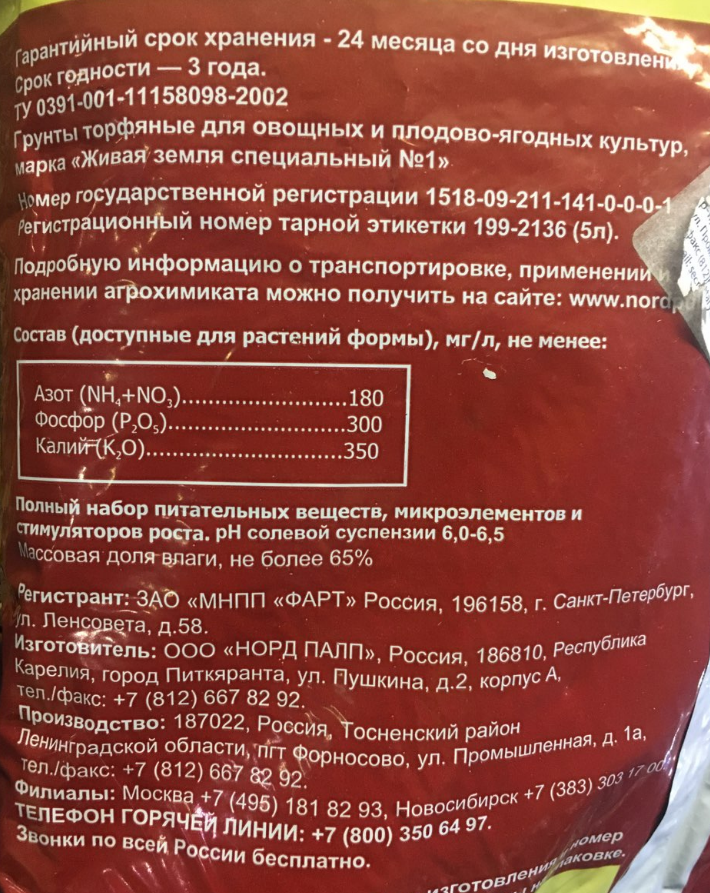 Гарантийный срок хранения - 24 месяца со дня изготовления
Срок годности — 3 года.
ТУ 0391-001-11158098-2002
Грунты торфяные для овощных и плодово-ягодных культур,
марка «Живая земля специальный №1»
Номер государственной регистрации 1518-09-211-141-0-0-0-1
Регистрационный номер тарной этикетки 199-2136 (5л).
Подробную информацию о транспортировке, применении и
хранении агрохимиката можно получить на сайте:
Состав (доступные для растений формы), мг/л, не менее:
Азот (NH₄+NO₃)..........................180
Фосфор (P₂O₅)............................300
Калий (K₂O)...............................350
Полный набор питательных веществ, микроэлементов и
стимуляторов роста. pH солевой суспензии 6,0-6,5
Массовая доля влаги, не более 65%
Регистрант: ЗАО «МНПП «ФАРТ» Россия, 196158, г. Санкт-Петербург,
ул. Ленсовета, д.58.
Изготовитель: ООО «НОРД ПАЛП», Россия, 186810, Республика
Карелия, город Питкяранта, ул. Пушкина, д.2, корпус А,
тел./факс: +7 (812) 667 82 92.
Производство: 187022, Россия, Тосненский район
Ленинградской области, пгт Форносово, ул. Промышленная, д. 1а,
тел./факс: +7 (812) 667 82 92.
Филиалы: Москва +7 (495) 181 82 93, Новосибирск +7 (383) 303 17 00.
ТЕЛЕФОН ГОРЯЧЕЙ ЛИНИИ: +7 (800) 350 64 97.
Звонки по всей России бесплатно.
номер
изготовления